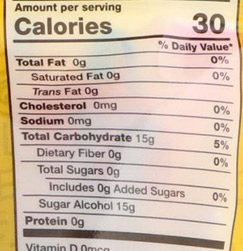 Amount per serving
Calories 30
% Daily Value*
Total Fat 0g 0%
Saturated Fat 0g 0%
Trans Fat 0g
Cholesterol 0mg 0%
Sodium 0mg 0%
Total Carbohydrate 15g 5%
Dietary Fiber 0g 0%
Total Sugars 0g
Includes 0g Added Sugars 0%
Sugar Alcohol 15g
Protein 0g
Vitamin D 0mcg